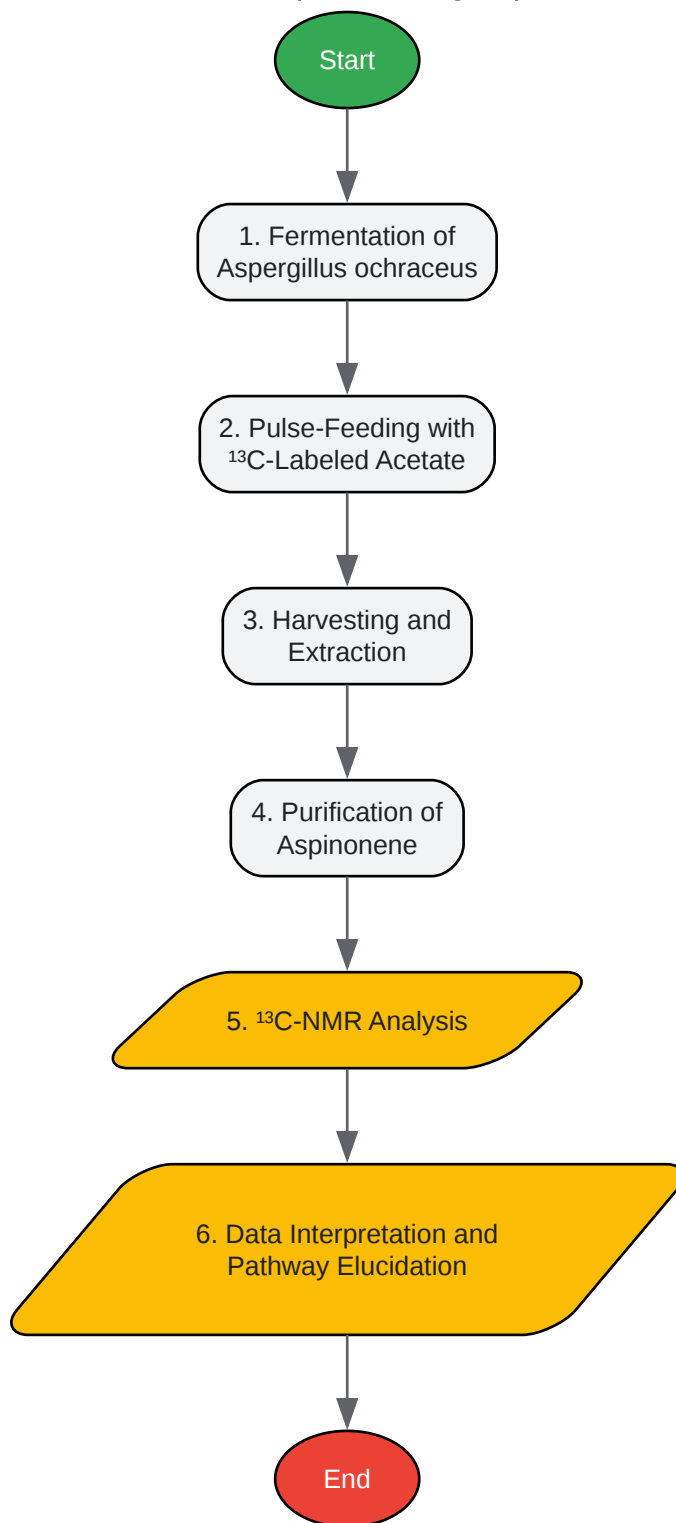 Start
1. Fermentation of
Aspergillus ochraceus
2. Pulse-Feeding with
¹³C-Labeled Acetate
3. Harvesting and
Extraction
4. Purification of
Aspinonene
5. ¹³C-NMR Analysis
6. Data Interpretation and
Pathway Elucidation
End